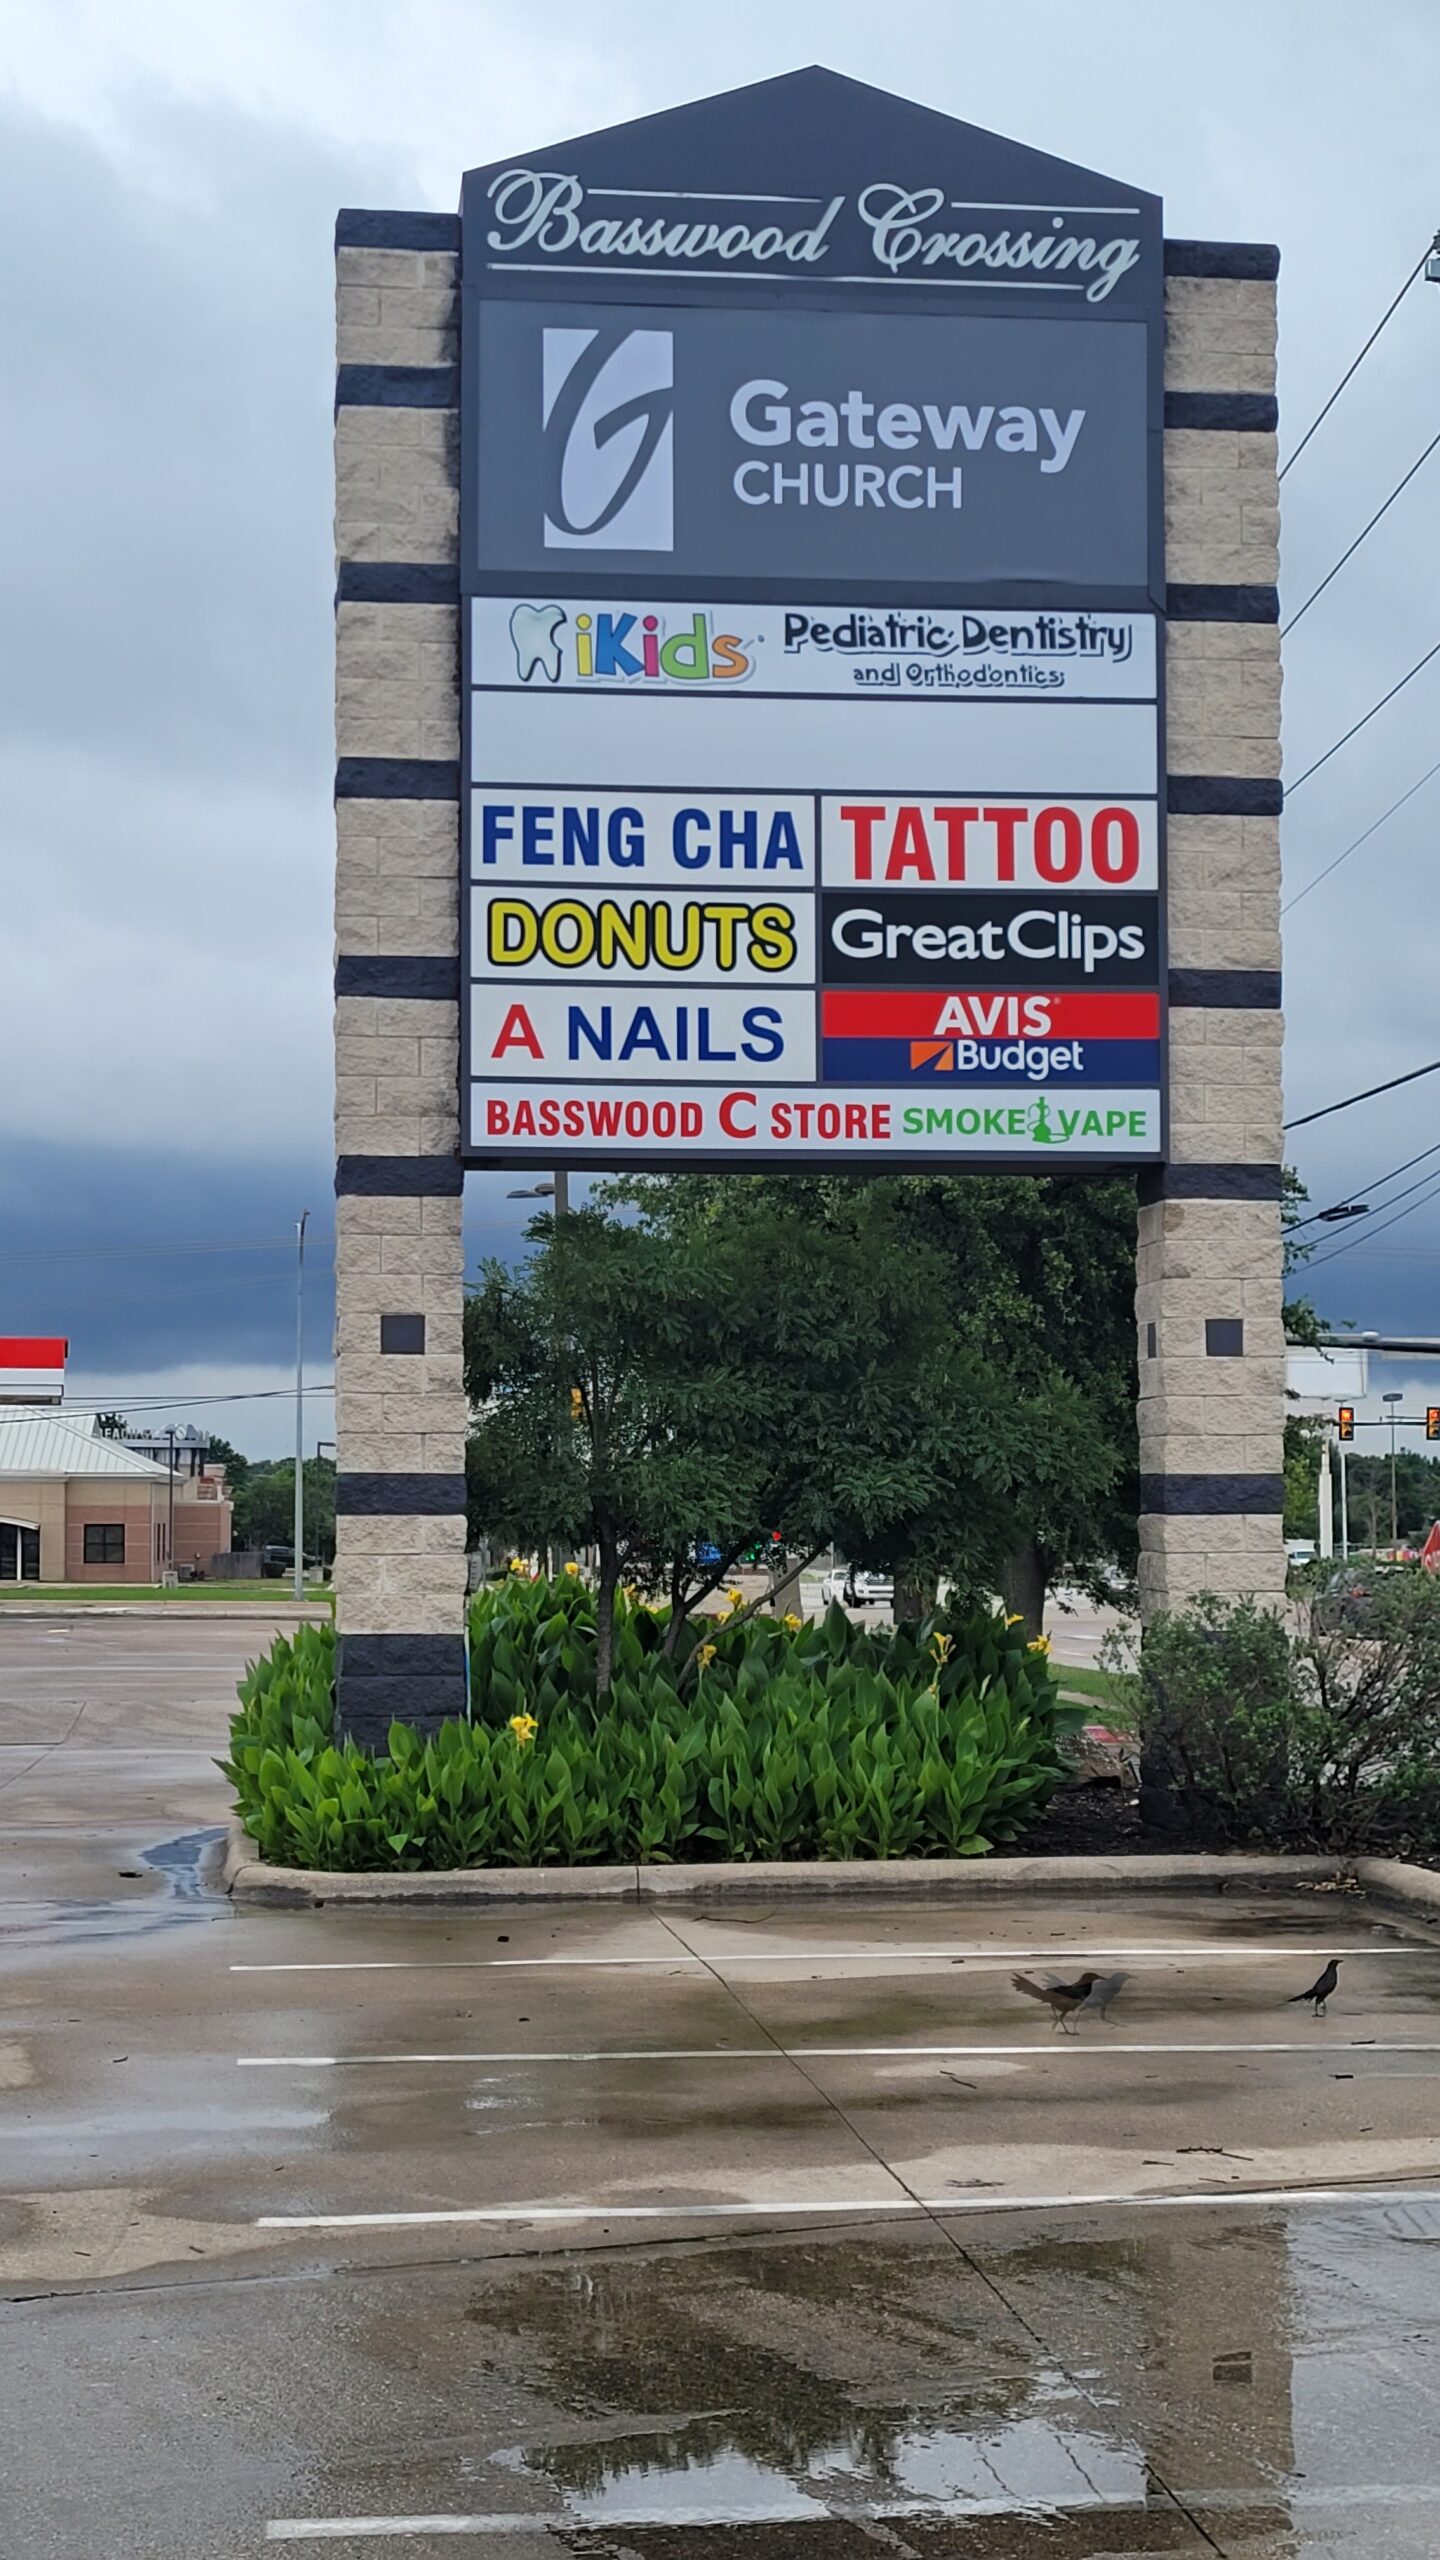 Basswood Crossing
G Gateway
CHURCH
iKids Pediatric Dentistry
and Orthodontics
FENG CHA TATTOO
DONUTS GreatClips
A NAILS AVIS
Budget
BASSWOOD C STORE SMOKE VAPE